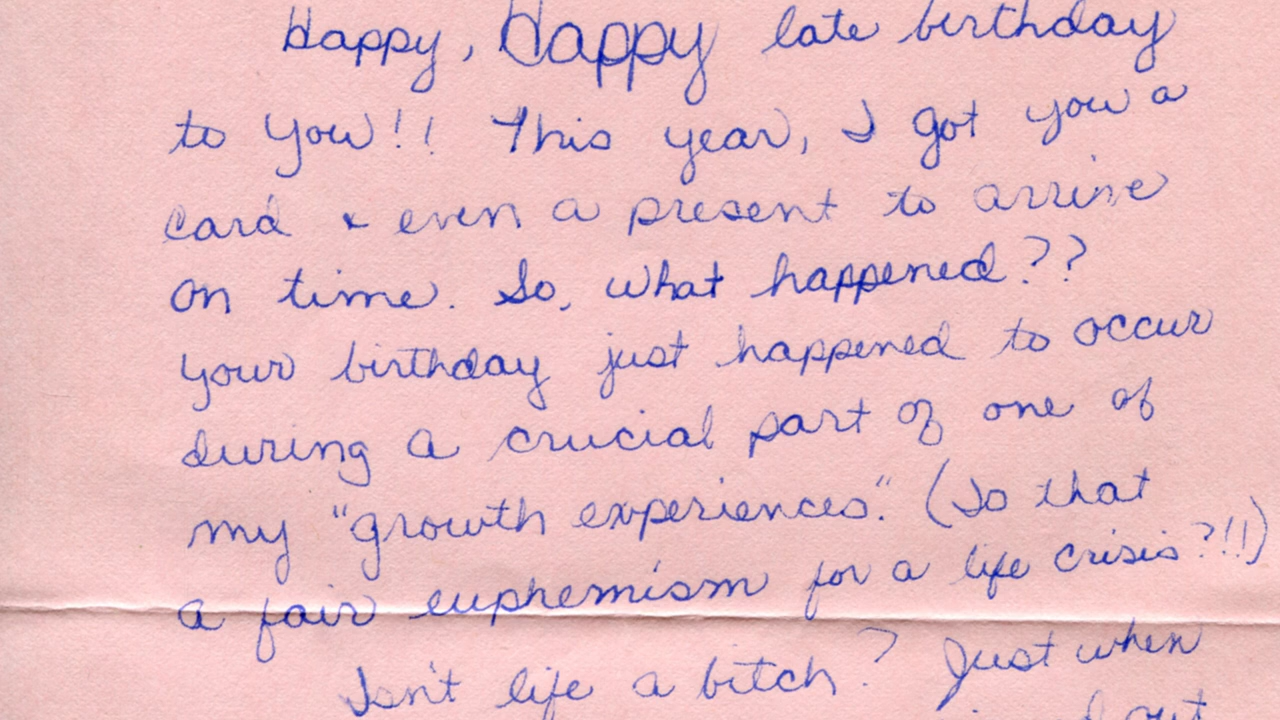 Happy, Happy late birthday
to you!! This year, I got you a
card & even a present to arrive
on time. So, what happened??
Your birthday just happened to occur
during a crucial part of one of
my "growth experiences." (Is that
a fair euphemism for a life crisis?!!)
Isn't life a bitch? Just when
out